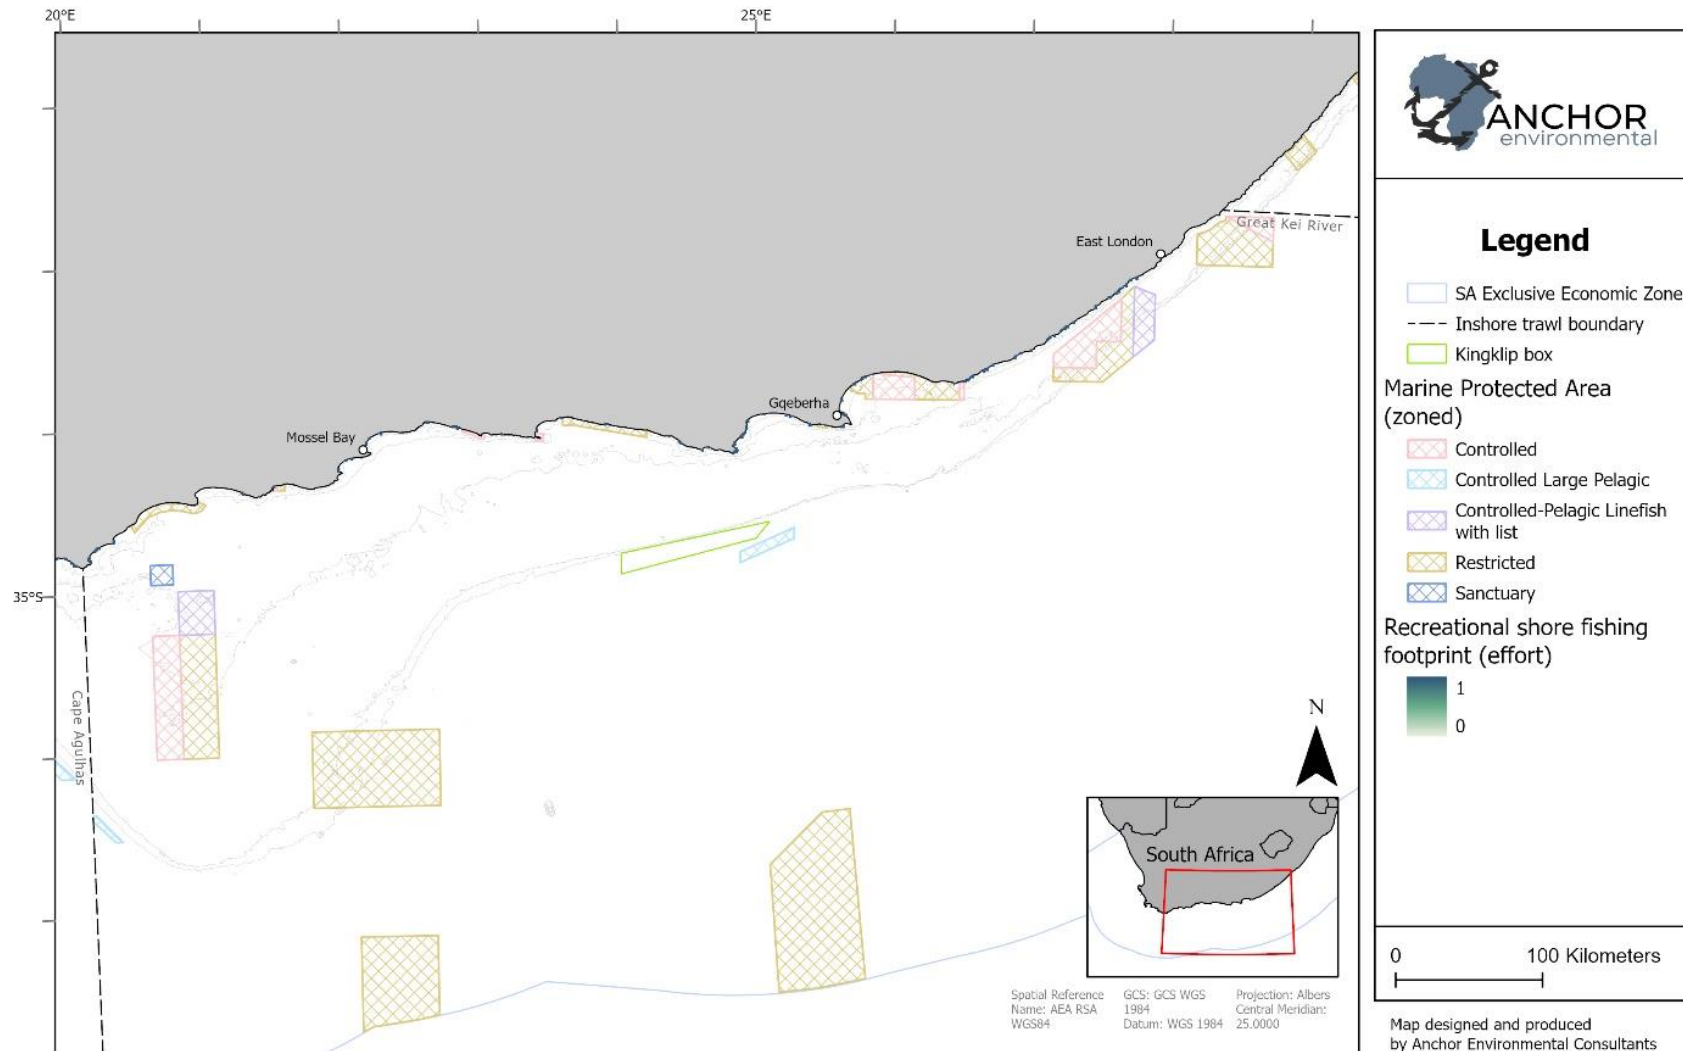 20°E
25°E
35°S
East London
Great Kei River
Gqeberha
Mossel Bay
Cape Agulhas
N
South Africa
Spatial Reference
Name: AEA RSA
WGS84
GCS: GCS WGS
1984
Datum: WGS 1984
Projection: Albers
Central Meridian:
25.0000
ANCHOR
environmental
Legend
SA Exclusive Economic Zone
Inshore trawl boundary
Kingklip box
Marine Protected Area
(zoned)
Controlled
Controlled Large Pelagic
Controlled-Pelagic Linefish
with list
Restricted
Sanctuary
Recreational shore fishing
footprint (effort)
1
0
0 100 Kilometers
Map designed and produced
by Anchor Environmental Consultants